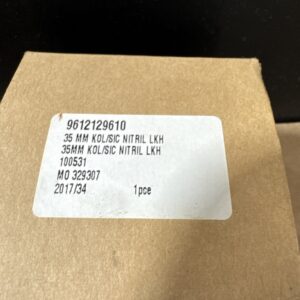 9612129610
35 MM KOL/SIC NITRIL LKH
35MM KOL/SIC NITRIL LKH
100531
MO 329307
2017/34 1pce